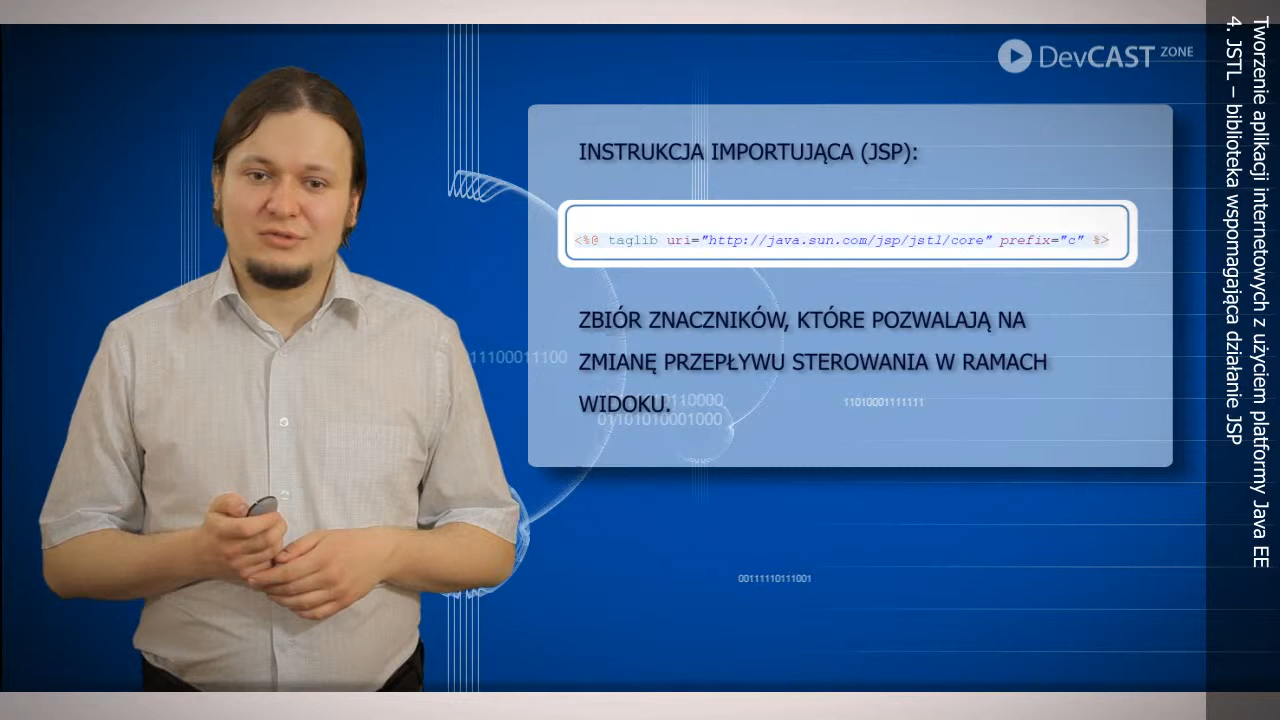 DevCAST ZONE
INSTRUKCJA IMPORTUJĄCA (JSP):
<%@ taglib uri="http://java.sun.com/jsp/jstl/core" prefix="c" %>
ZBIÓR ZNACZNIKÓW, KTÓRE POZWALAJĄ NA
ZMIANĘ PRZEPŁYWU STEROWANIA W RAMACH
WIDOKU.
11100011100
110000
01101010001000
11010001111111
00111110111001
Tworzenie aplikacji internetowych z użyciem platformy Java EE
4. JSTL – biblioteka wspomagająca działanie JSP